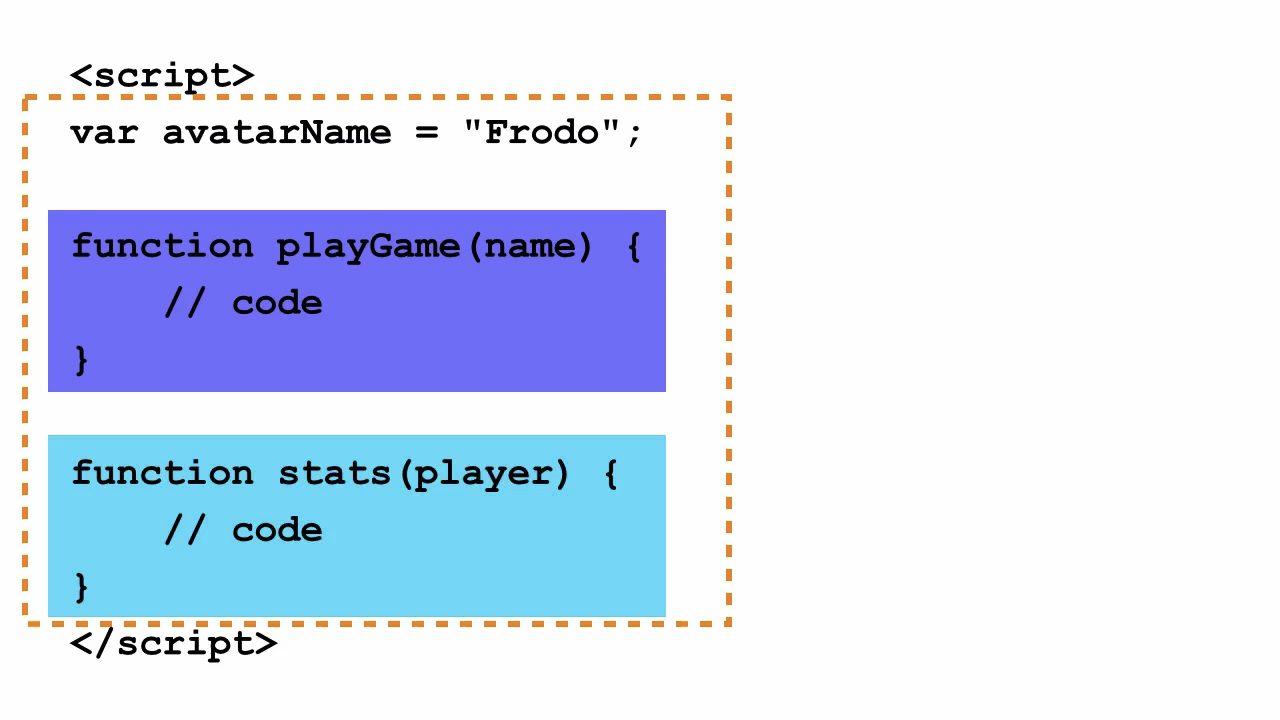 <script>
var avatarName = "Frodo";
function playGame(name) {
// code
}
function stats(player) {
// code
}
</script>